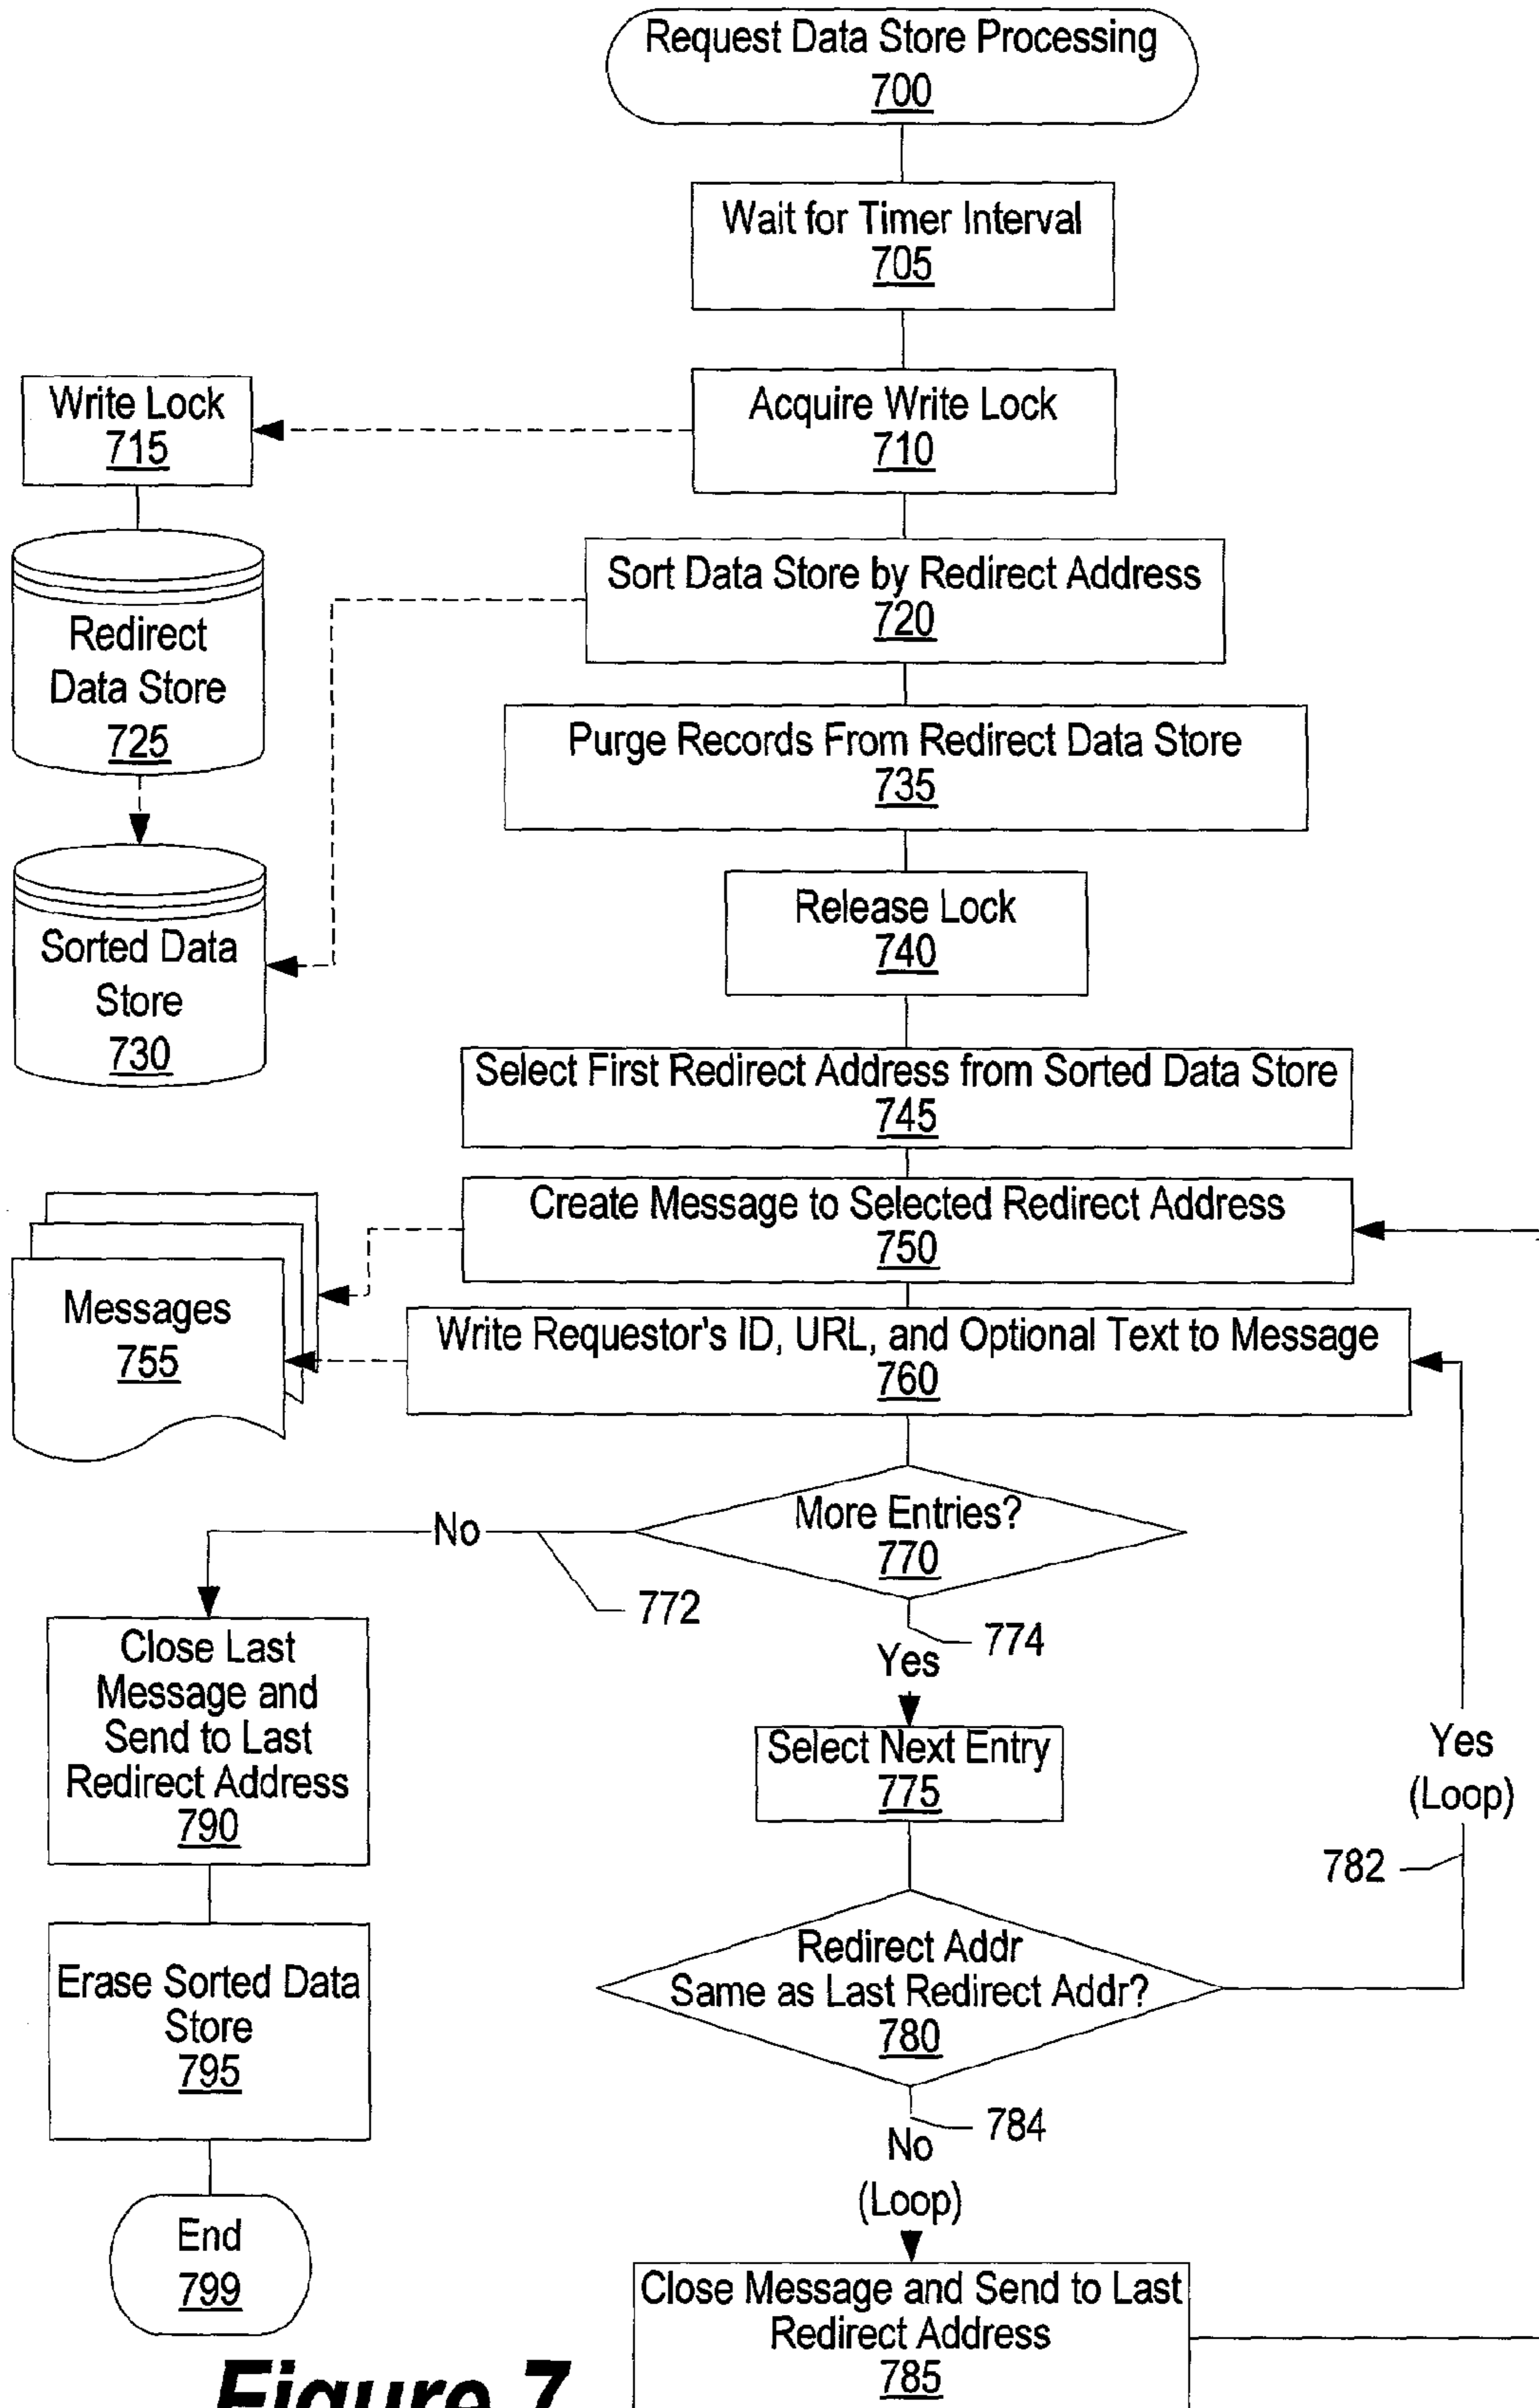 Request Data Store Processing
700
Wait for Timer Interval
705
Write Lock
715
Acquire Write Lock
710
Sort Data Store by Redirect Address
720
Redirect
Data Store
725
Purge Records From Redirect Data Store
735
Release Lock
740
Sorted Data
Store
730
Select First Redirect Address from Sorted Data Store
745
Create Message to Selected Redirect Address
750
Messages
755
Write Requestor's ID, URL, and Optional Text to Message
760
More Entries?
770
No
772
774
Yes
Close Last
Message and
Send to Last
Redirect Address
790
Select Next Entry
775
Yes
(Loop)
782
Redirect Addr
Same as Last Redirect Addr?
780
Erase Sorted Data
Store
795
784
No
(Loop)
End
799
Close Message and Send to Last
Redirect Address
785
Figure 7